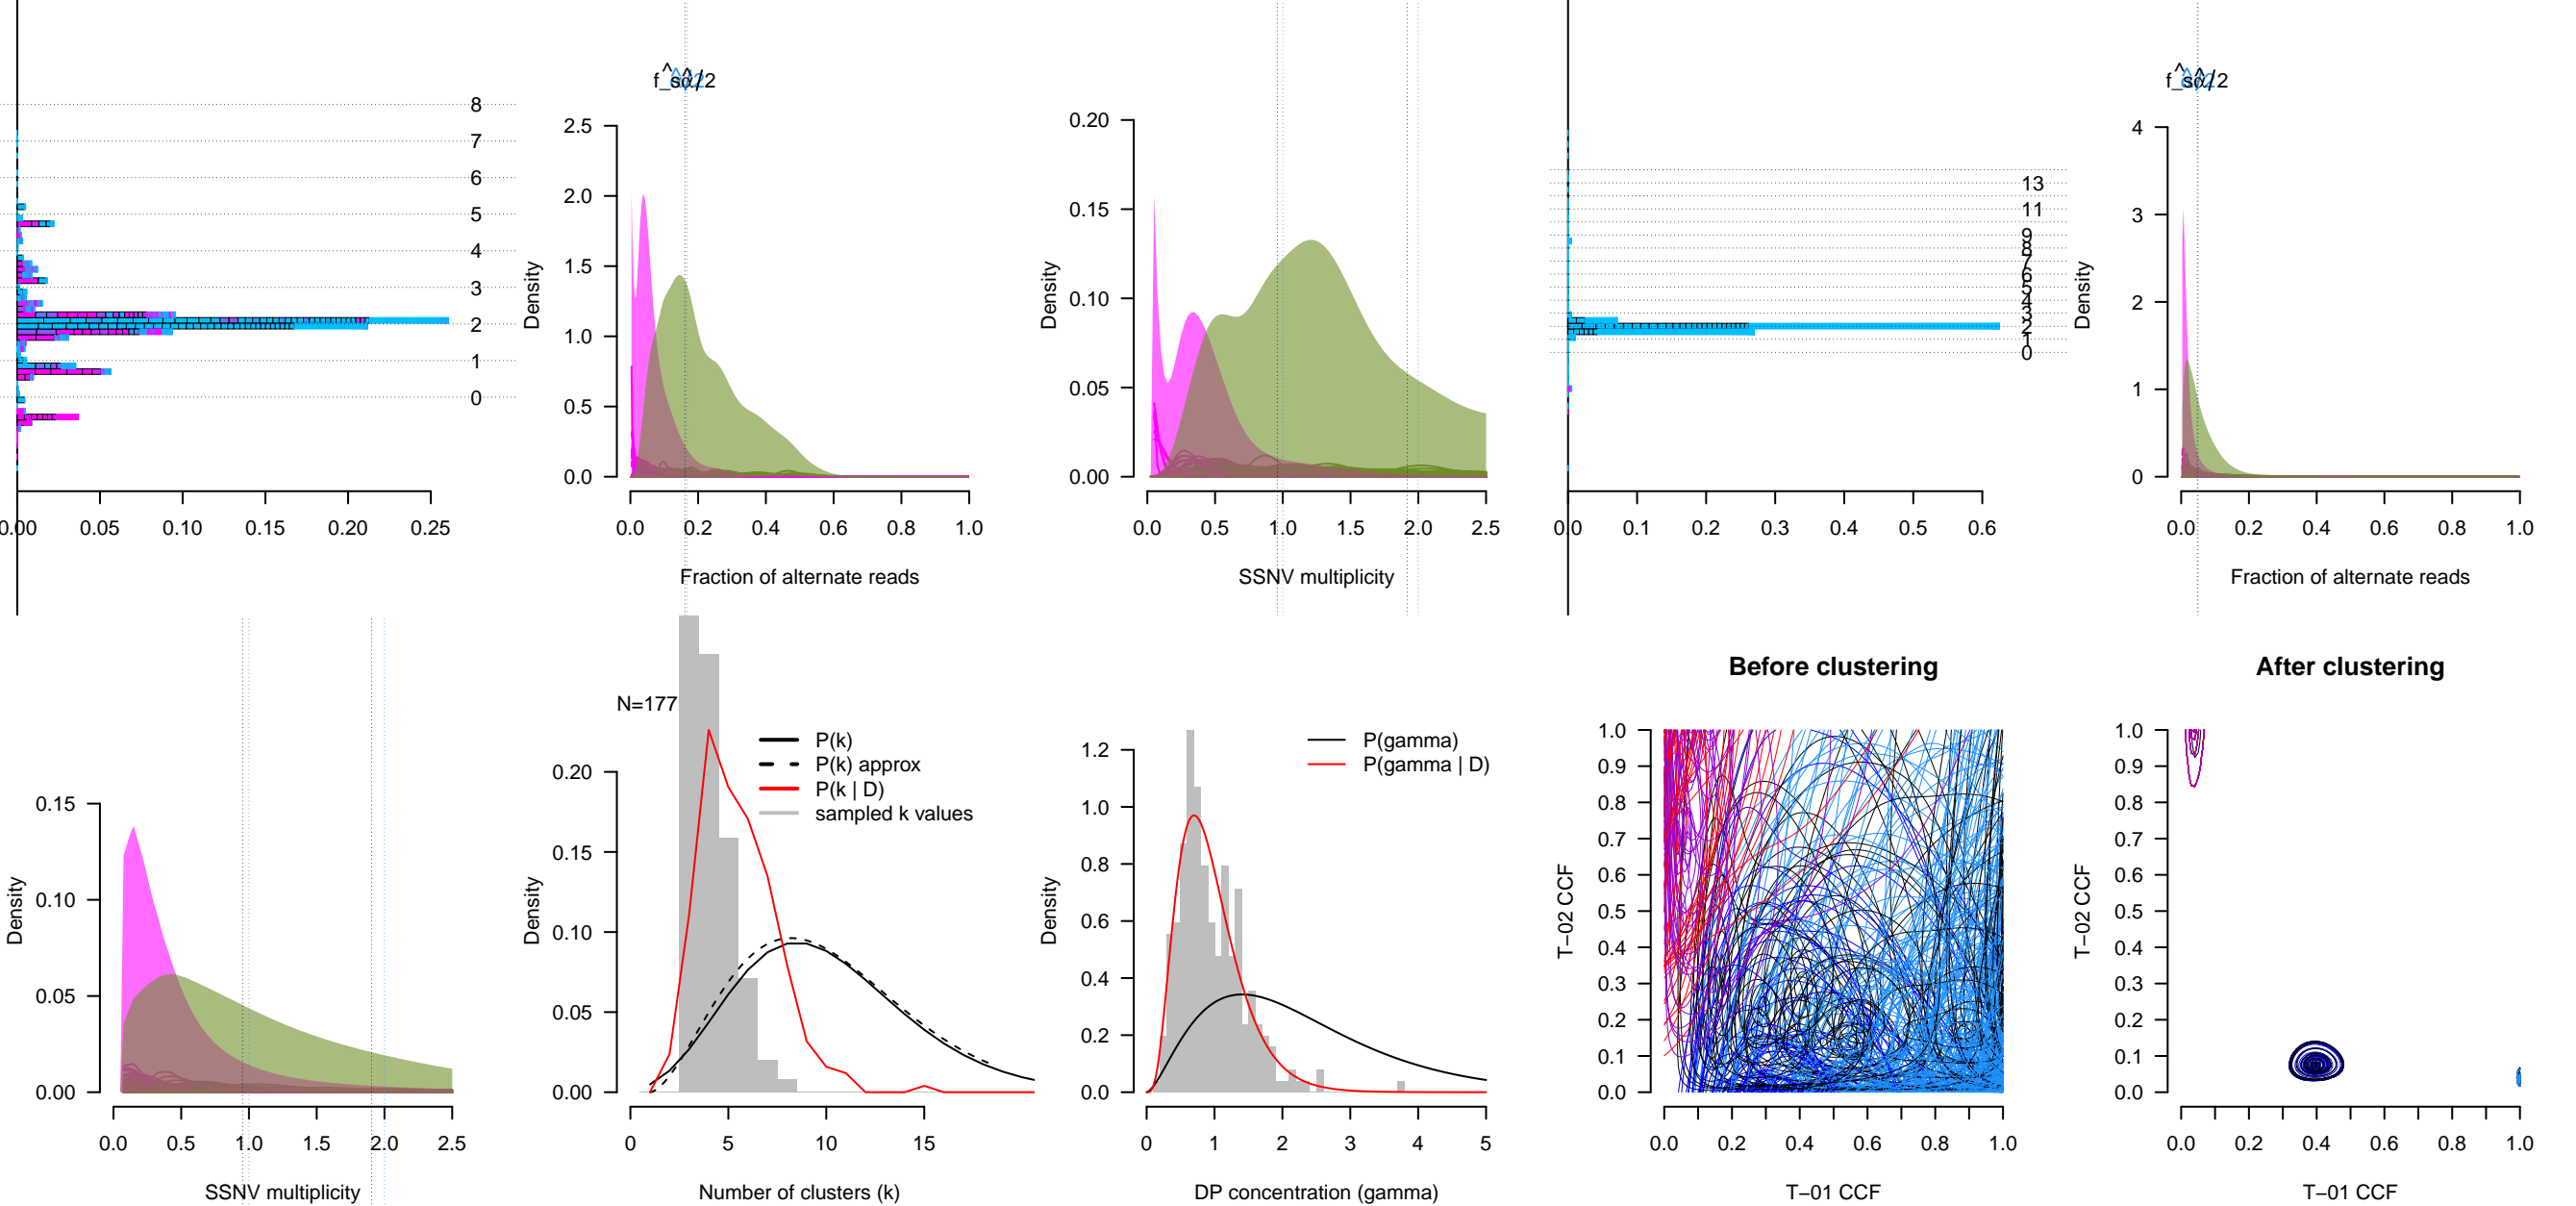 8
7
6
5
4
3
2
1
0
0.00 0.05 0.10 0.15 0.20 0.25
2.5
2.0
1.5
1.0
0.5
0.0
Density
0.0 0.2 0.4 0.6 0.8 1.0
Fraction of alternate reads
0.20
0.15
0.10
0.05
0.00
Density
0.0 0.5 1.0 1.5 2.0 2.5
SSNV multiplicity
13
11
9
8
7
6
5
4
3
2
1
0
0.0 0.1 0.2 0.3 0.4 0.5 0.6
4
3
2
1
0
Density
0.0 0.2 0.4 0.6 0.8 1.0
Fraction of alternate reads
0.15
0.10
0.05
0.00
Density
0.0 0.5 1.0 1.5 2.0 2.5
SSNV multiplicity
N=177
P(k)
P(k) approx
P(k | D)
sampled k values
0.20
0.15
0.10
0.05
0.00
Density
0 5 10 15
Number of clusters (k)
P(gamma)
P(gamma | D)
1.2
1.0
0.8
0.6
0.4
0.2
0.0
Density
0 1 2 3 4 5
DP concentration (gamma)
Before clustering
1.0
0.9
0.8
0.7
0.6
0.5
0.4
0.3
0.2
0.1
0.0
T−02 CCF
0.0 0.2 0.4 0.6 0.8 1.0
T−01 CCF
After clustering
1.0
0.9
0.8
0.7
0.6
0.5
0.4
0.3
0.2
0.1
0.0
T−02 CCF
0.0 0.2 0.4 0.6 0.8 1.0
T−01 CCF